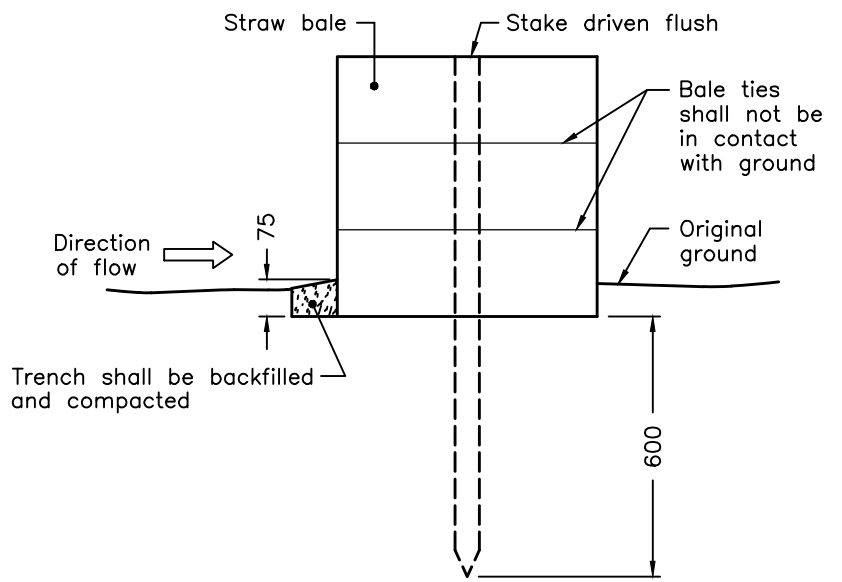 Straw bale
Stake driven flush
Bale ties
shall not be
in contact
with ground
75
Direction
of flow
Original
ground
Trench shall be backfilled
and compacted
600